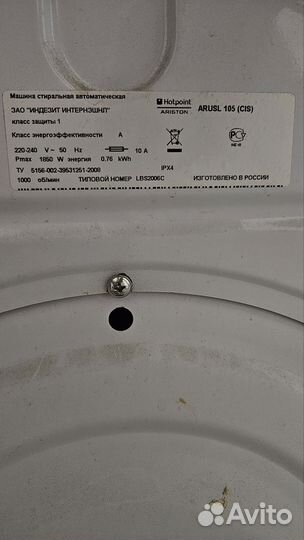 Машина стиральная автоматическая
ЗАО "ИНДЕЗИТ ИНТЕРНЭШНЛ"
класс защиты 1
Hotpoint
ARISTON
ARUSL 105 (CIS)
Класс энергоэффективности A
220-240 V~ 50 Hz 10 A
Pmax 1850 W энергия 0.76 kWh
ТУ 5156-002-39531251-2008 IPX4
1000 об/мин ТИПОВОЙ НОМЕР LBS2006C ИЗГОТОВЛЕНО В РОССИИ
Avito